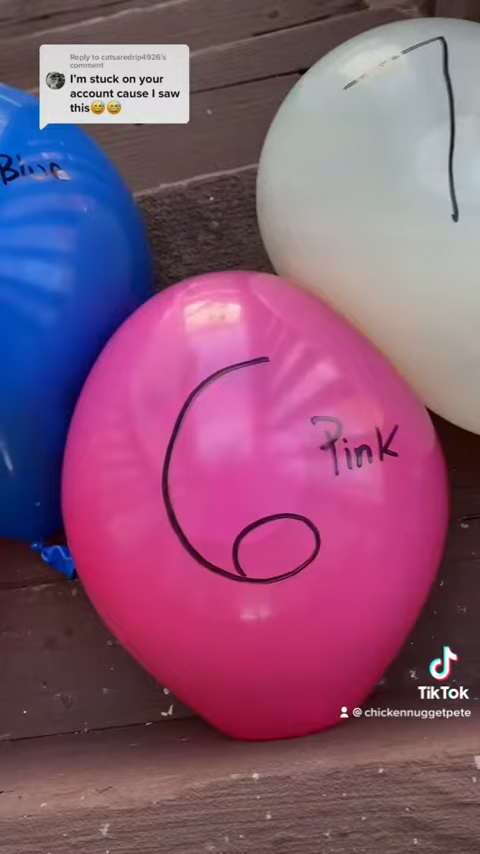 Reply to catsaredrip4926's
comment
I'm stuck on your
account cause I saw
this😅😅
Blue
7
6
Pink
TikTok
@chickennuggetpete